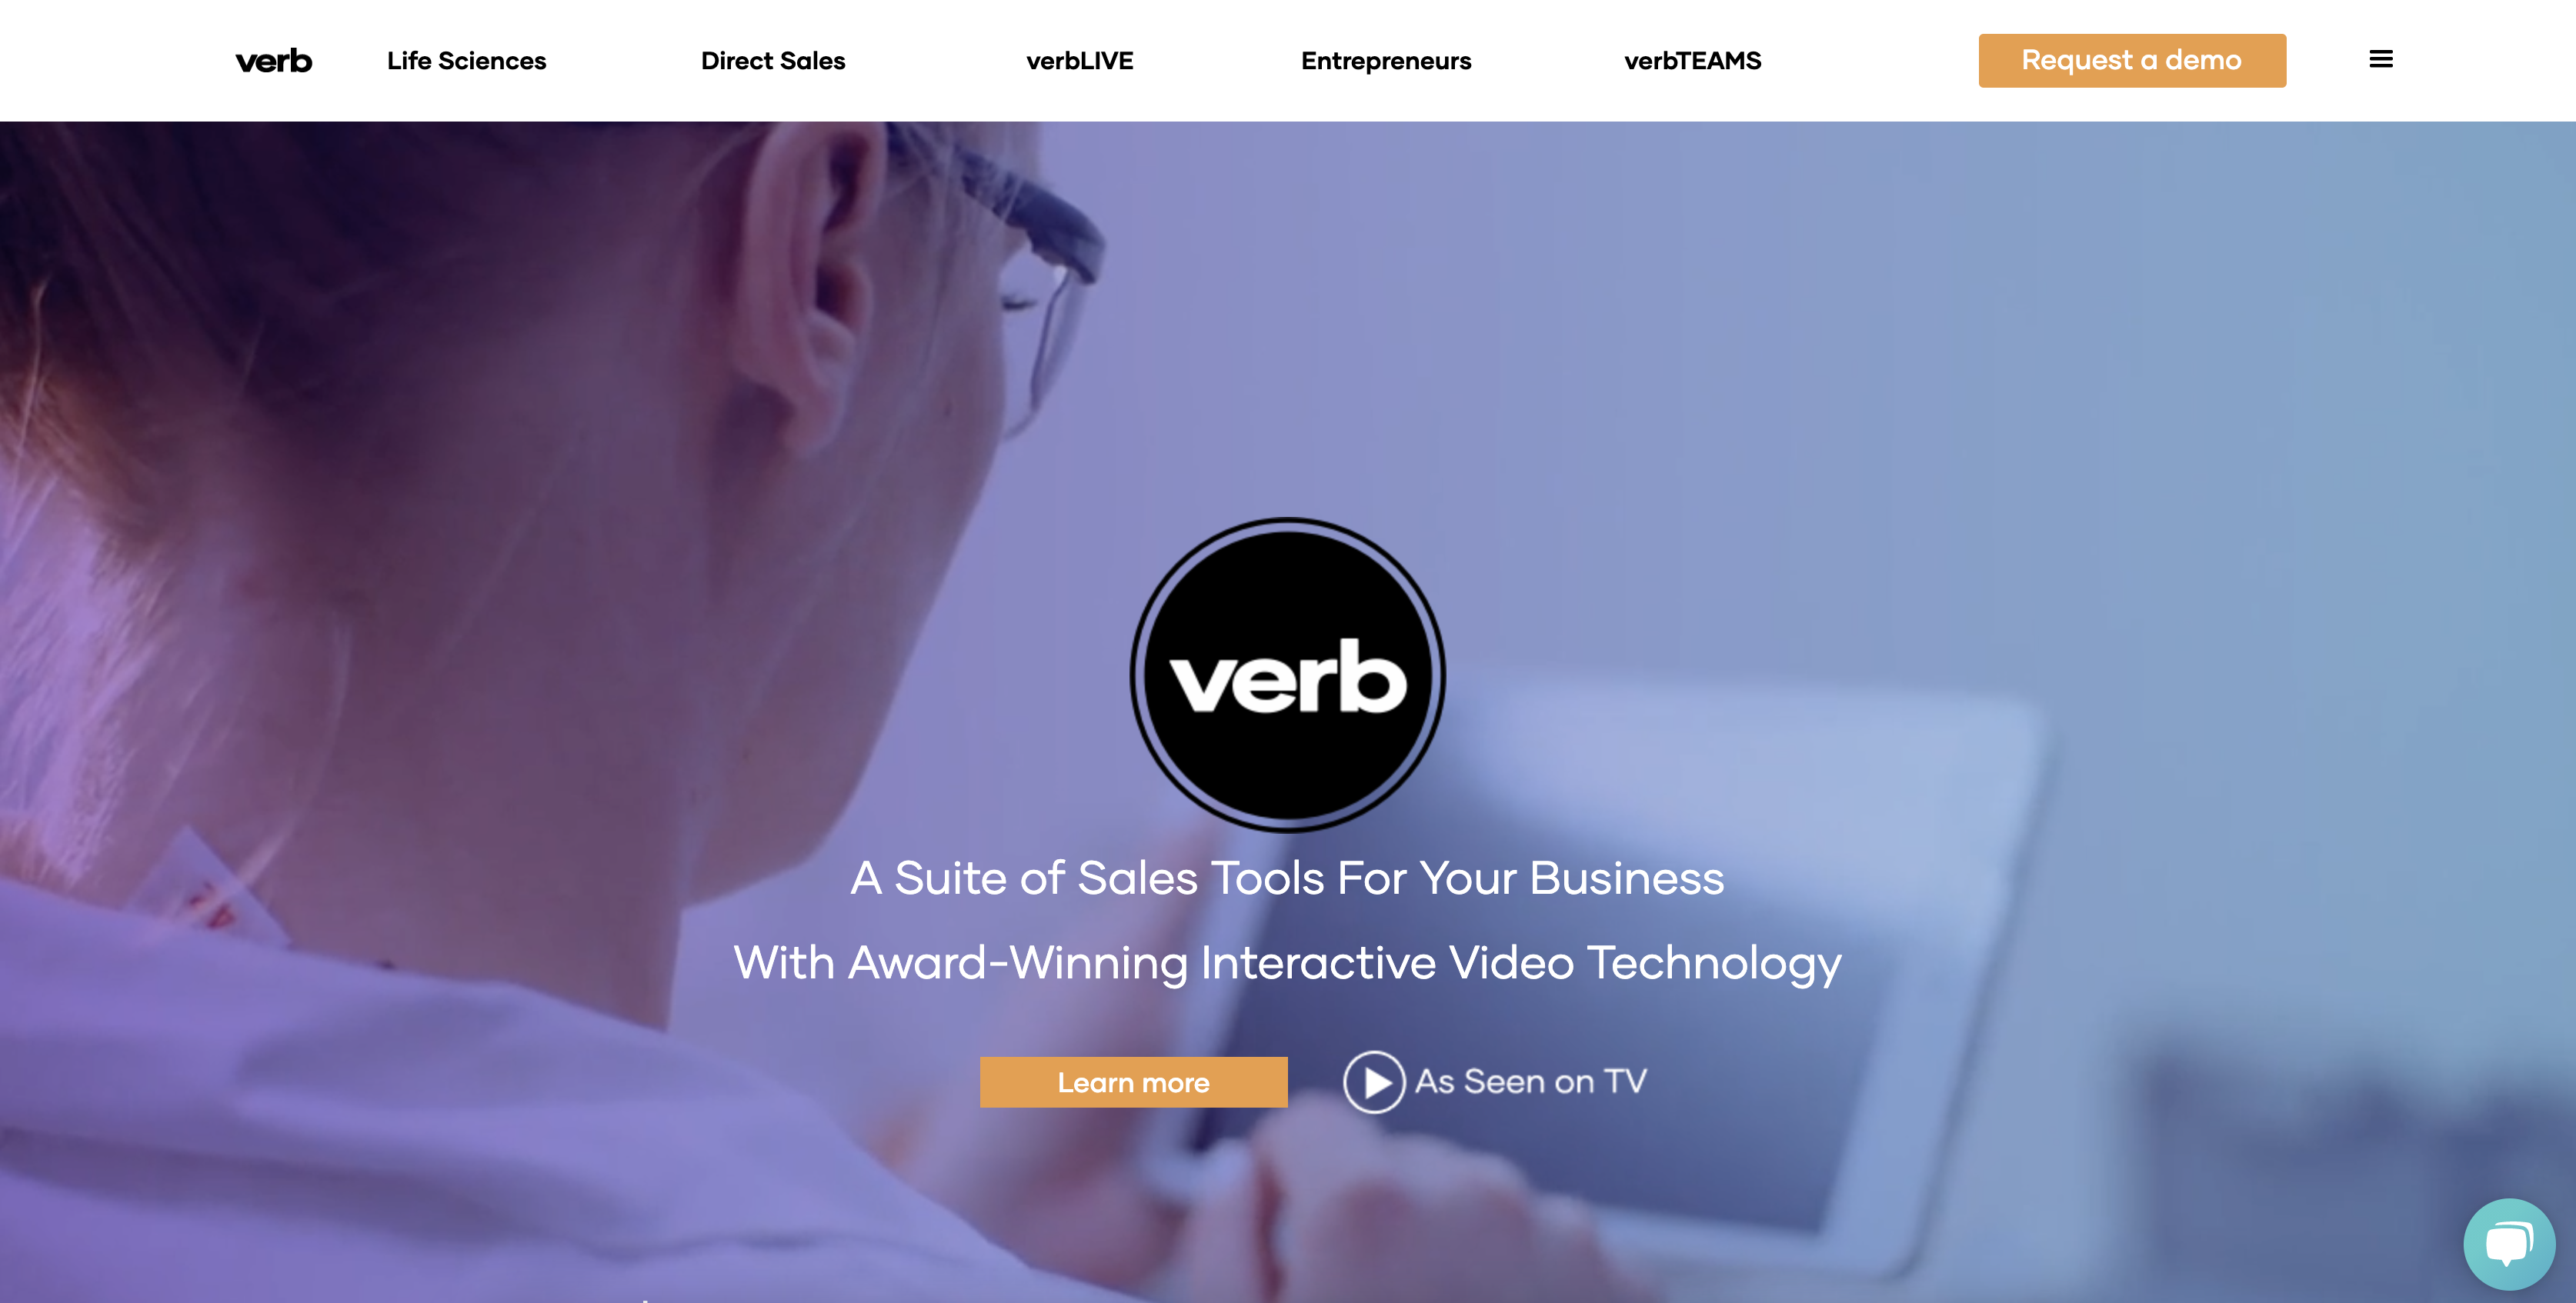 verb
Life Sciences
Direct Sales
verbLIVE
Entrepreneurs
verbTEAMS
Request a demo
verb
A Suite of Sales Tools For Your Business
With Award-Winning Interactive Video Technology
Learn more
As Seen on TV